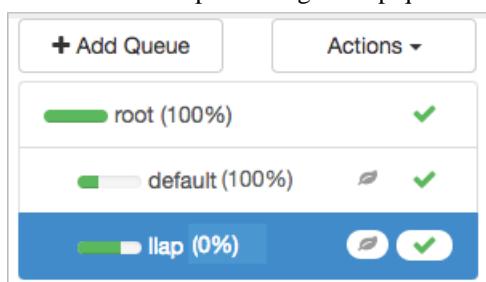 + Add Queue Actions
root (100%)
default (100%)
llap (0%)